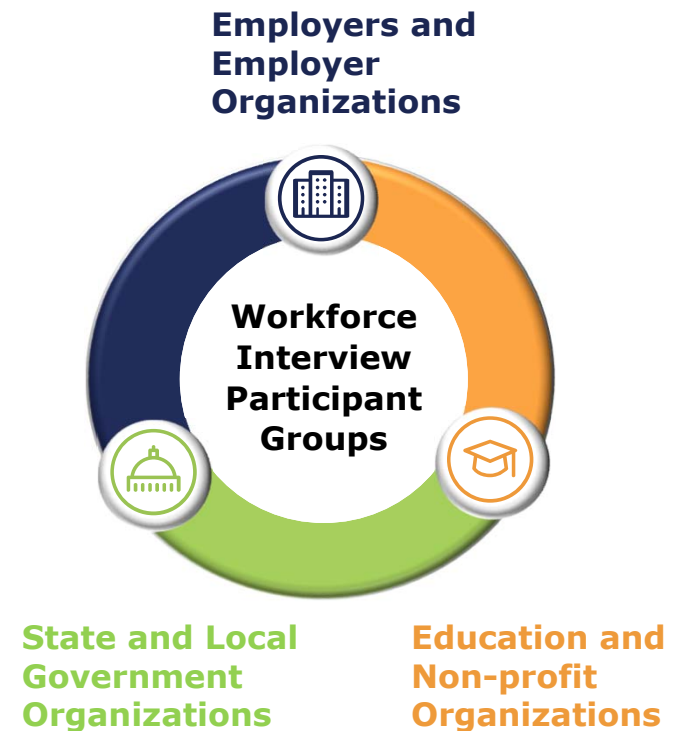 Employers and
Employer
Organizations
Workforce
Interview
Participant
Groups
State and Local
Government
Organizations
Education and
Non-profit
Organizations